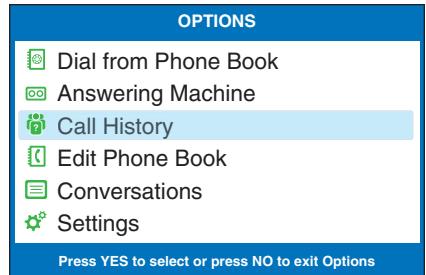 OPTIONS
Dial from Phone Book
Answering Machine
Call History
Edit Phone Book
Conversations
Settings
Press YES to select or press NO to exit Options